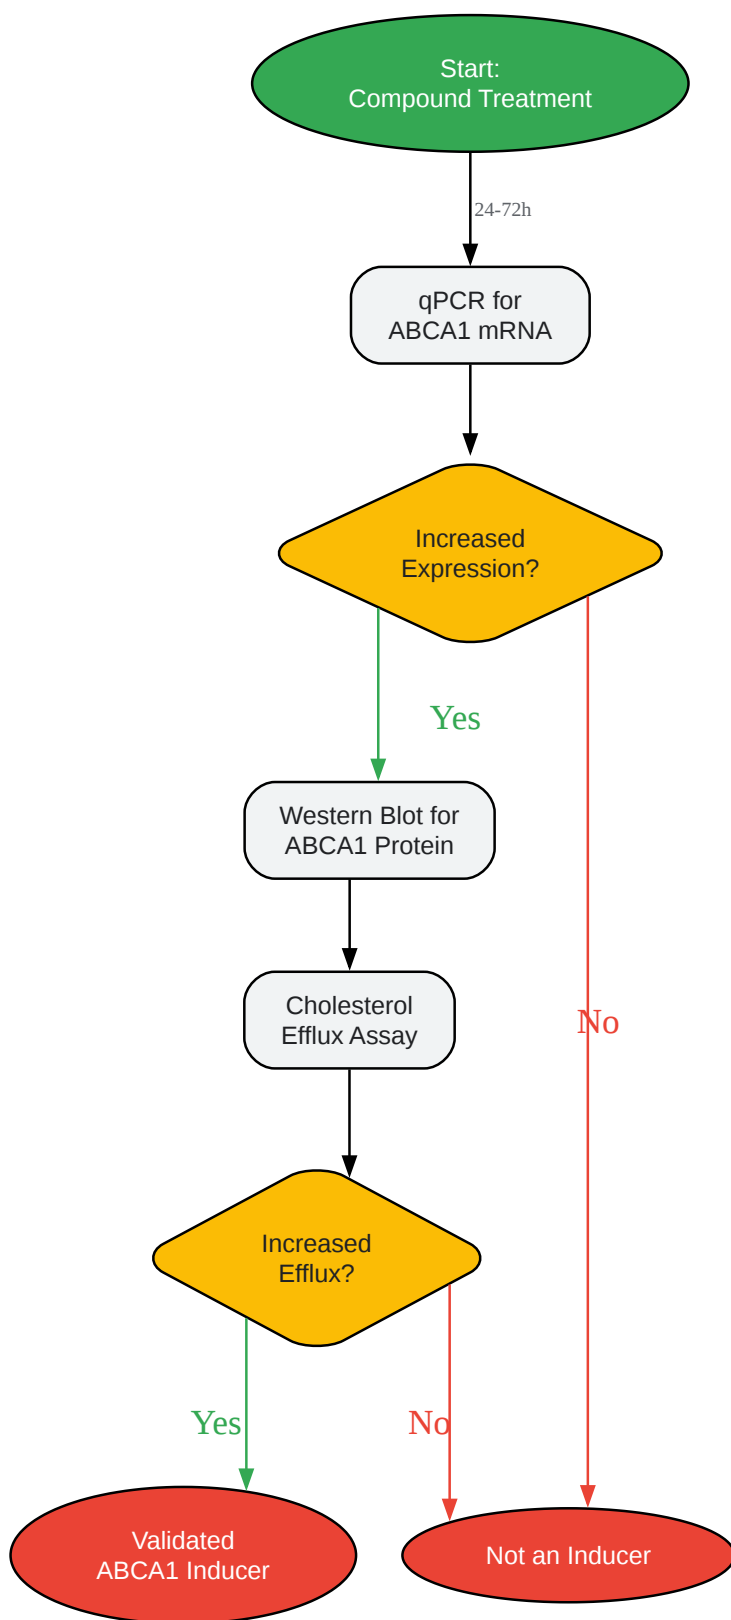 Start:
Compound Treatment
24-72h
qPCR for
ABCA1 mRNA
Increased
Expression?
Yes
Western Blot for
ABCA1 Protein
Cholesterol
Efflux Assay
No
Increased
Efflux?
Yes
No
Validated
ABCA1 Inducer
Not an Inducer